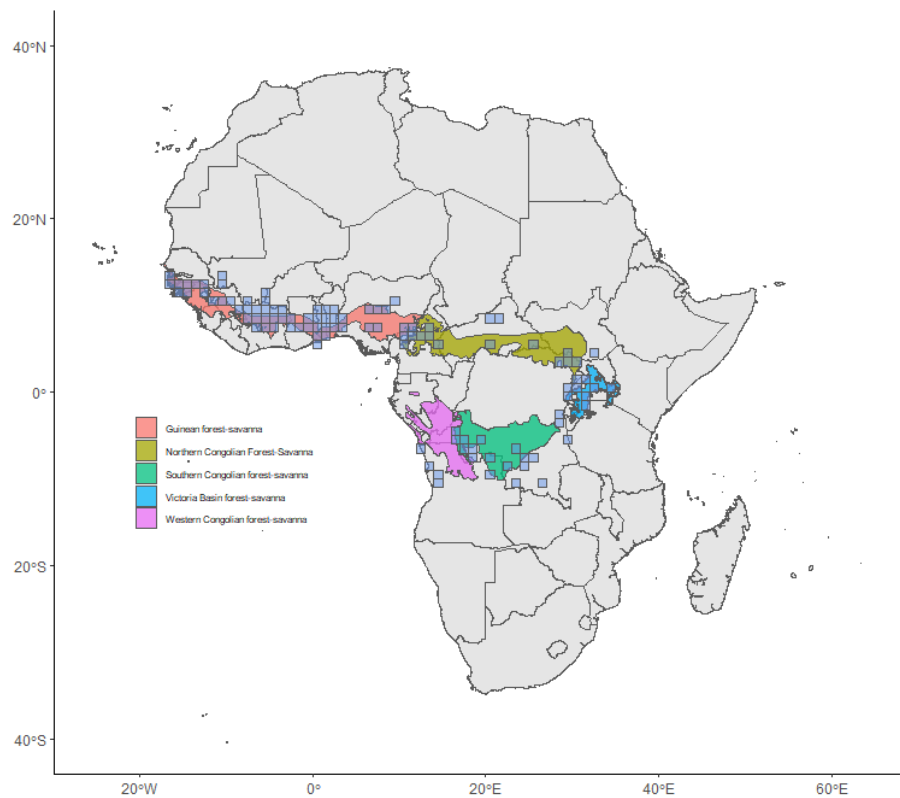 40°N
20°N
0°
20°S
40°S
Guinean forest-savanna
Northern Congolian Forest-Savanna
Southern Congolian forest-savanna
Victoria Basin forest-savanna
Western Congolian forest-savanna
20°W
0°
20°E
40°E
60°E